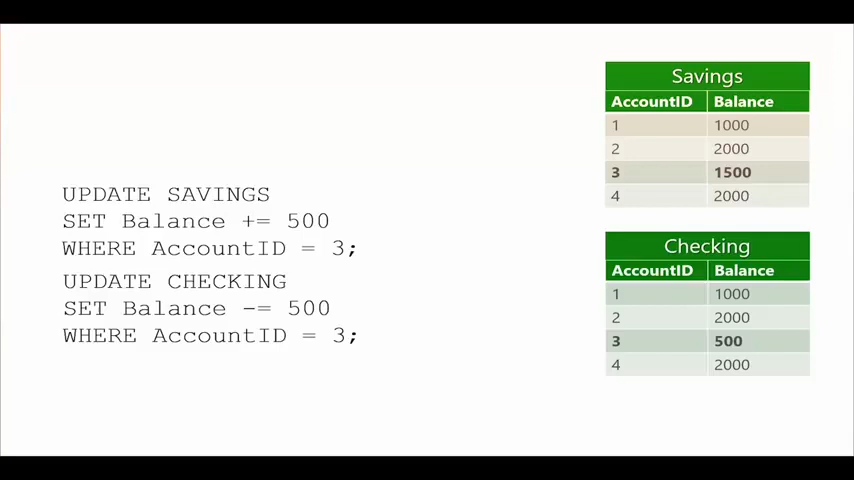 UPDATE SAVINGS
SET Balance += 500
WHERE AccountID = 3;
UPDATE CHECKING
SET Balance -= 500
WHERE AccountID = 3;
Savings
AccountID Balance
1 1000
2 2000
3 1500
4 2000
Checking
AccountID Balance
1 1000
2 2000
3 500
4 2000